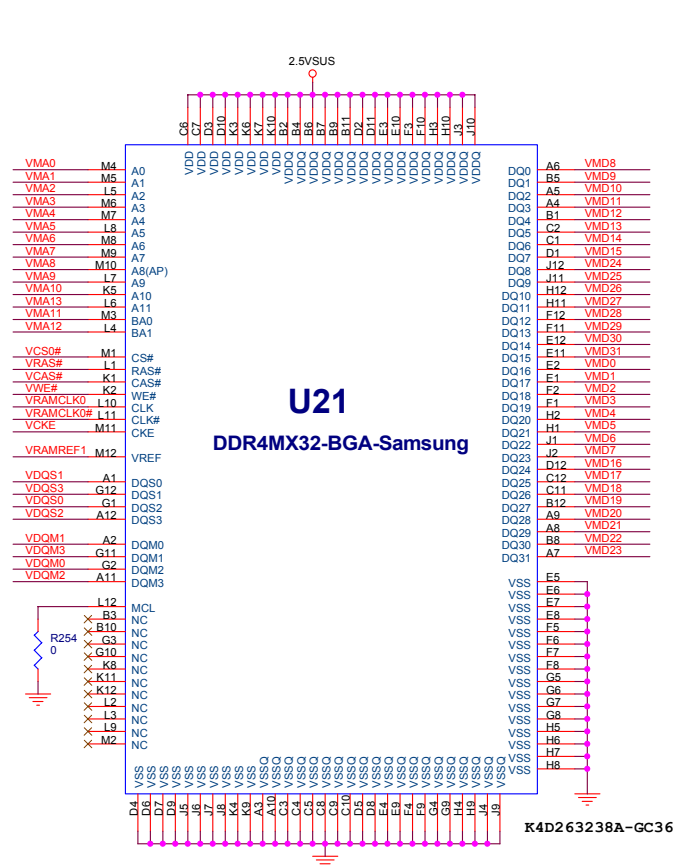 2.5VSUS
C6 C7 D3 D10 K3 K6 K7 K10 B2 B4 B6 B7 B9 B11 D2 D11 E3 E10 F3 F10 H3 H10 J3 J10
VDD VDD VDD VDD VDD VDD VDD VDD VDDQ VDDQ VDDQ VDDQ VDDQ VDDQ VDDQ VDDQ VDDQ VDDQ VDDQ VDDQ VDDQ VDDQ VDDQ VDDQ
VMA0 M4 A0
VMA1 M5 A1
VMA2 L5 A2
VMA3 M6 A3
VMA4 M7 A4
VMA5 L8 A5
VMA6 M8 A6
VMA7 M9 A7
VMA8 M10 A8(AP)
VMA9 L7 A9
VMA10 K5 A10
VMA13 L6 A11
VMA11 M3 BA0
VMA12 L4 BA1
VCS0# M1 CS#
VRAS# L1 RAS#
VCAS# K1 CAS#
VWE# K2 WE#
VRAMCLK0 L10 CLK
VRAMCLK0# L11 CLK#
VCKE M11 CKE
VRAMREF1 M12 VREF
VDQS1 A1 DQS0
VDQS3 G12 DQS1
VDQS0 G1 DQS2
VDQS2 A12 DQS3
VDQM1 A2 DQM0
VDQM3 G11 DQM1
VDQM0 G2 DQM2
VDQM2 A11 DQM3
L12 MCL
B3 NC
B10 NC
G3 NC
G10 NC
K8 NC
K11 NC
K12 NC
L2 NC
L3 NC
L9 NC
M2 NC
R254
0
U21
DDR4MX32-BGA-Samsung
DQ0 A6 VMD8
DQ1 B5 VMD9
DQ2 A5 VMD10
DQ3 A4 VMD11
DQ4 B1 VMD12
DQ5 C2 VMD13
DQ6 C1 VMD14
DQ7 D1 VMD15
DQ8 J12 VMD24
DQ9 J11 VMD25
DQ10 H12 VMD26
DQ11 H11 VMD27
DQ12 F12 VMD28
DQ13 F11 VMD29
DQ14 E12 VMD30
DQ15 E11 VMD31
DQ16 E2 VMD0
DQ17 E1 VMD1
DQ18 F2 VMD2
DQ19 F1 VMD3
DQ20 H2 VMD4
DQ21 H1 VMD5
DQ22 J1 VMD6
DQ23 J2 VMD7
DQ24 D12 VMD16
DQ25 C12 VMD17
DQ26 C11 VMD18
DQ27 B12 VMD19
DQ28 A9 VMD20
DQ29 A8 VMD21
DQ30 B8 VMD22
DQ31 A7 VMD23
VSS E5
VSS E6
VSS E7
VSS E8
VSS F5
VSS F6
VSS F7
VSS F8
VSS G5
VSS G6
VSS G7
VSS G8
VSS H5
VSS H6
VSS H7
VSS H8
VSS VSS VSS VSS VSS VSS VSS VSS VSS VSS VSSQ VSSQ VSSQ VSSQ VSSQ VSSQ VSSQ VSSQ VSSQ VSSQ VSSQ VSSQ VSSQ VSSQ VSSQ VSSQ VSSQ VSSQ VSSQ VSSQ
D4 D6 D7 D9 J5 J6 J7 J8 K4 K9 A3 A10 C3 C4 C5 C8 C9 C10 D5 D8 E4 E9 F4 F9 G4 G9 H4 H9 J4 J9
K4D263238A-GC36